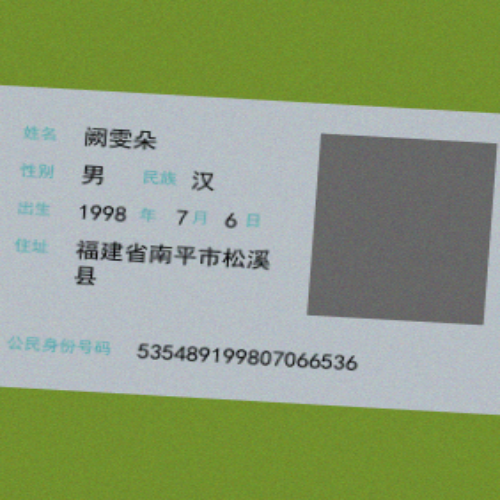 姓名 阙雯朵
性别 男 民族 汉
出生 1998 年 7 月 6 日
住址 福建省南平市松溪
县
公民身份号码 535489199807066536